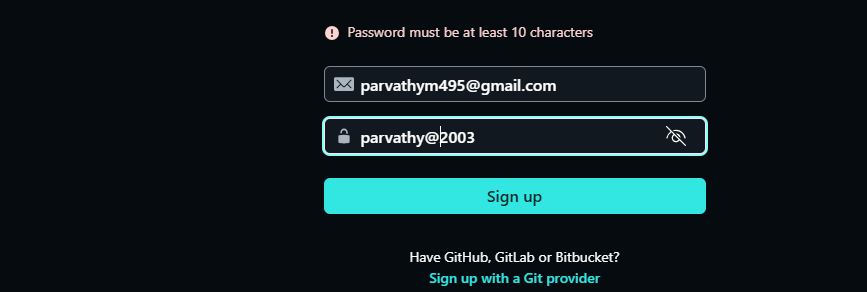 Password must be at least 10 characters
parvathym495@gmail.com
parvathy@2003
Sign up
Have GitHub, GitLab or Bitbucket?
Sign up with a Git provider